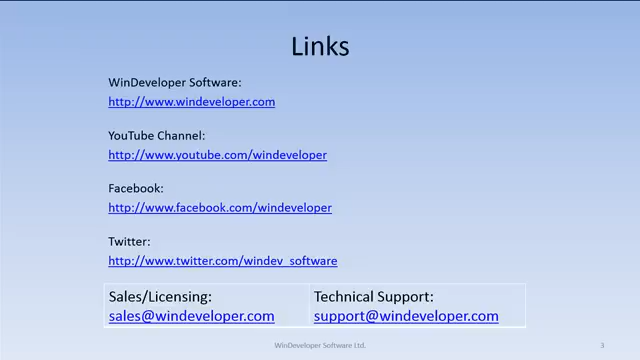 Links
WinDeveloper Software:
http://www.windeveloper.com
YouTube Channel:
http://www.youtube.com/windeveloper
Facebook:
http://www.facebook.com/windeveloper
Twitter:
http://www.twitter.com/windev_software
Sales/Licensing:
sales@windeveloper.com
Technical Support:
support@windeveloper.com
WinDeveloper Software Ltd.
3